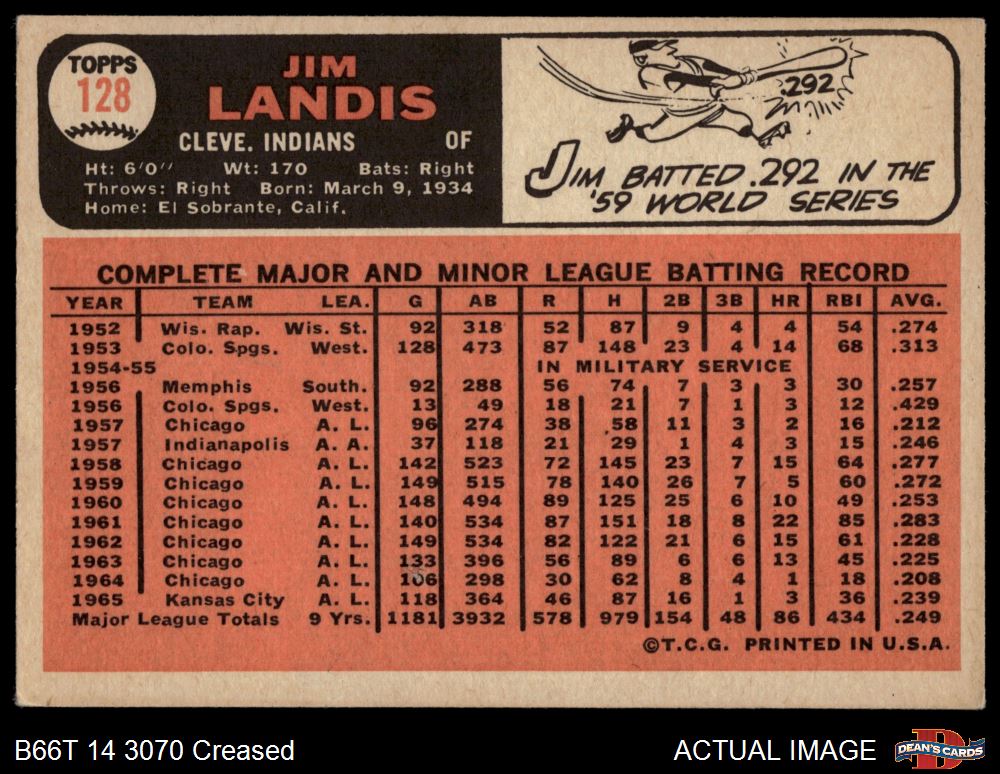 TOPPS
128
JIM
LANDIS
CLEVE. INDIANS OF
Ht: 6'0" Wt: 170 Bats: Right
Throws: Right Born: March 9, 1934
Home: El Sobrante, Calif.
.292
JIM BATTED .292 IN THE
'59 WORLD SERIES
COMPLETE MAJOR AND MINOR LEAGUE BATTING RECORD
YEAR TEAM LEA. G AB R H 2B 3B HR RBI AVG.
1952 Wis. Rap. Wis. St. 92 318 52 87 9 4 4 54 .274
1953 Colo. Spgs. West. 128 473 87 148 23 4 14 68 .313
1954-55 IN MILITARY SERVICE
1956 Memphis South. 92 288 56 74 7 3 3 30 .257
1956 Colo. Spgs. West. 13 49 18 21 7 1 3 12 .429
1957 Chicago A. L. 96 274 38 58 11 3 2 16 .212
1957 Indianapolis A. A. 37 118 21 29 1 4 3 15 .246
1958 Chicago A. L. 142 523 72 145 23 7 15 64 .277
1959 Chicago A. L. 149 515 78 140 26 7 5 60 .272
1960 Chicago A. L. 148 494 89 125 25 6 10 49 .253
1961 Chicago A. L. 140 534 87 151 18 8 22 85 .283
1962 Chicago A. L. 149 534 82 122 21 6 15 61 .228
1963 Chicago A. L. 133 396 56 89 6 6 13 45 .225
1964 Chicago A. L. 106 298 30 62 8 4 1 18 .208
1965 Kansas City A. L. 118 364 46 87 16 1 3 36 .239
Major League Totals 9 Yrs. 1181 3932 578 979 154 48 86 434 .249
©T.C.G. PRINTED IN U.S.A.
B66T 14 3070 Creased
ACTUAL IMAGE
D
DEAN'S CARDS